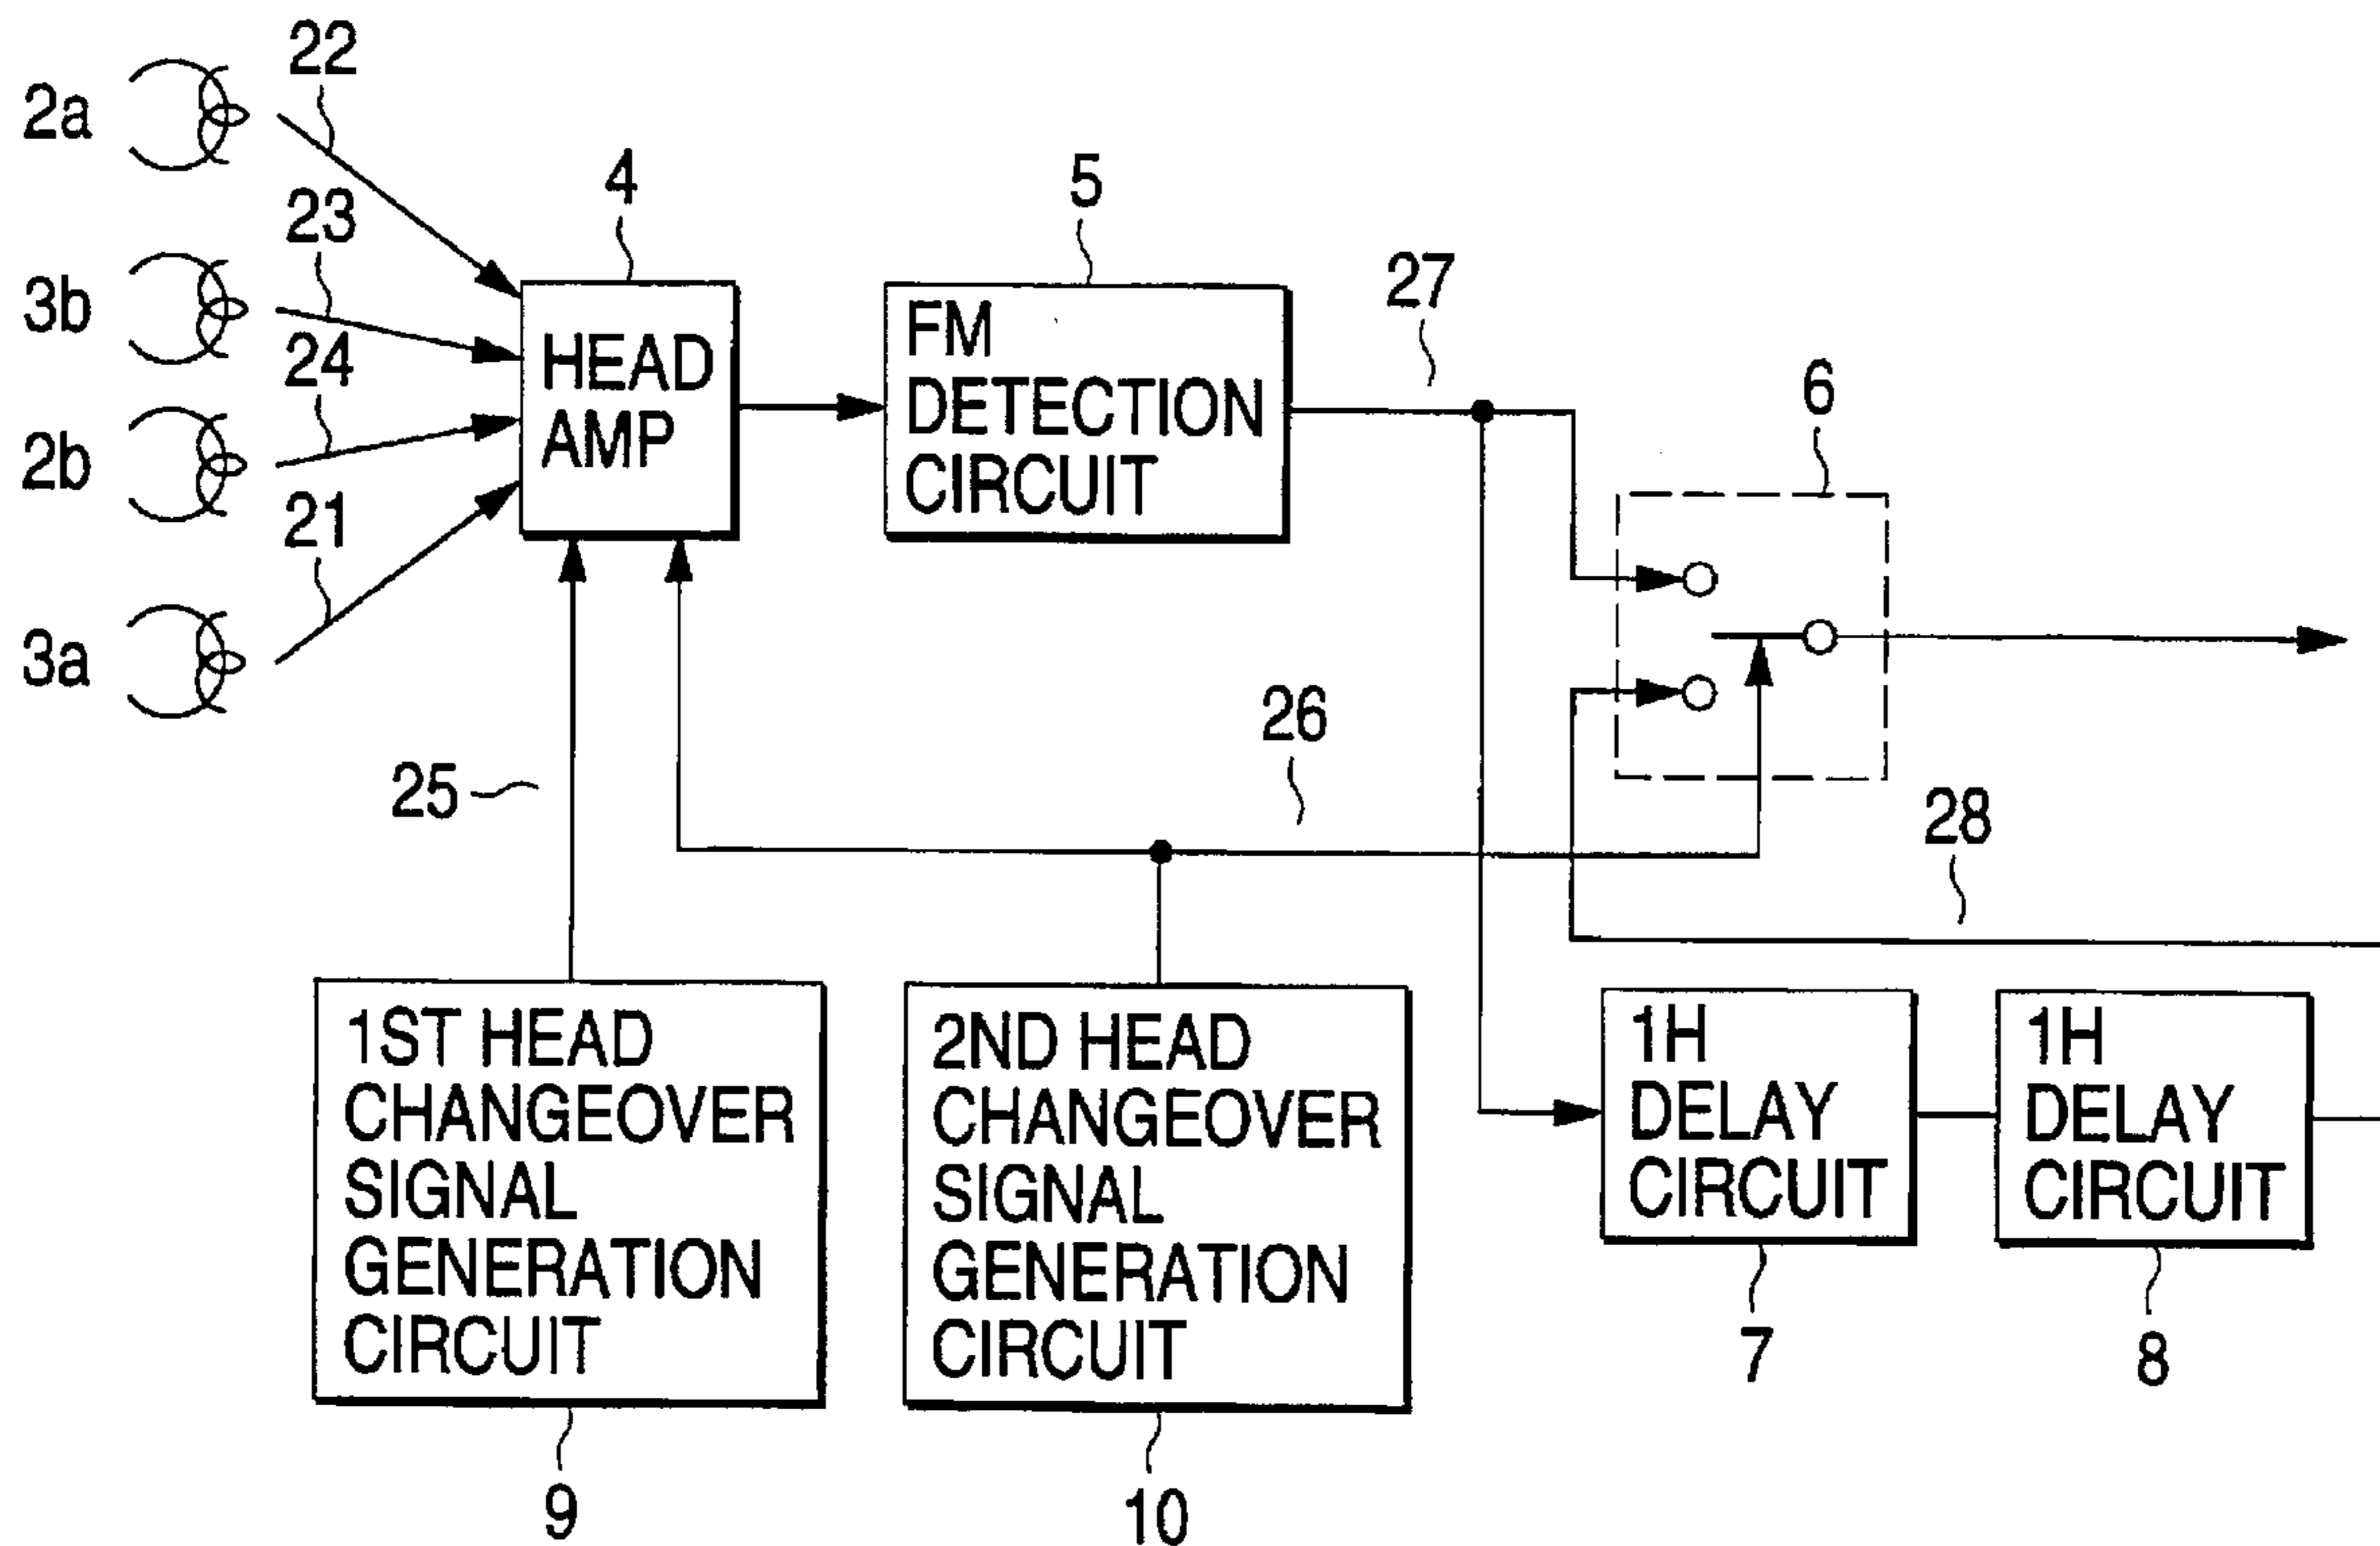 22
2a
4
5
23
27
3b
HEAD
AMP
FM
DETECTION
CIRCUIT
24
6
2b
21
3a
26
25
28
1ST HEAD
CHANGEOVER
SIGNAL
GENERATION
CIRCUIT
2ND HEAD
CHANGEOVER
SIGNAL
GENERATION
CIRCUIT
1H
DELAY
CIRCUIT
1H
DELAY
CIRCUIT
7
8
9
10